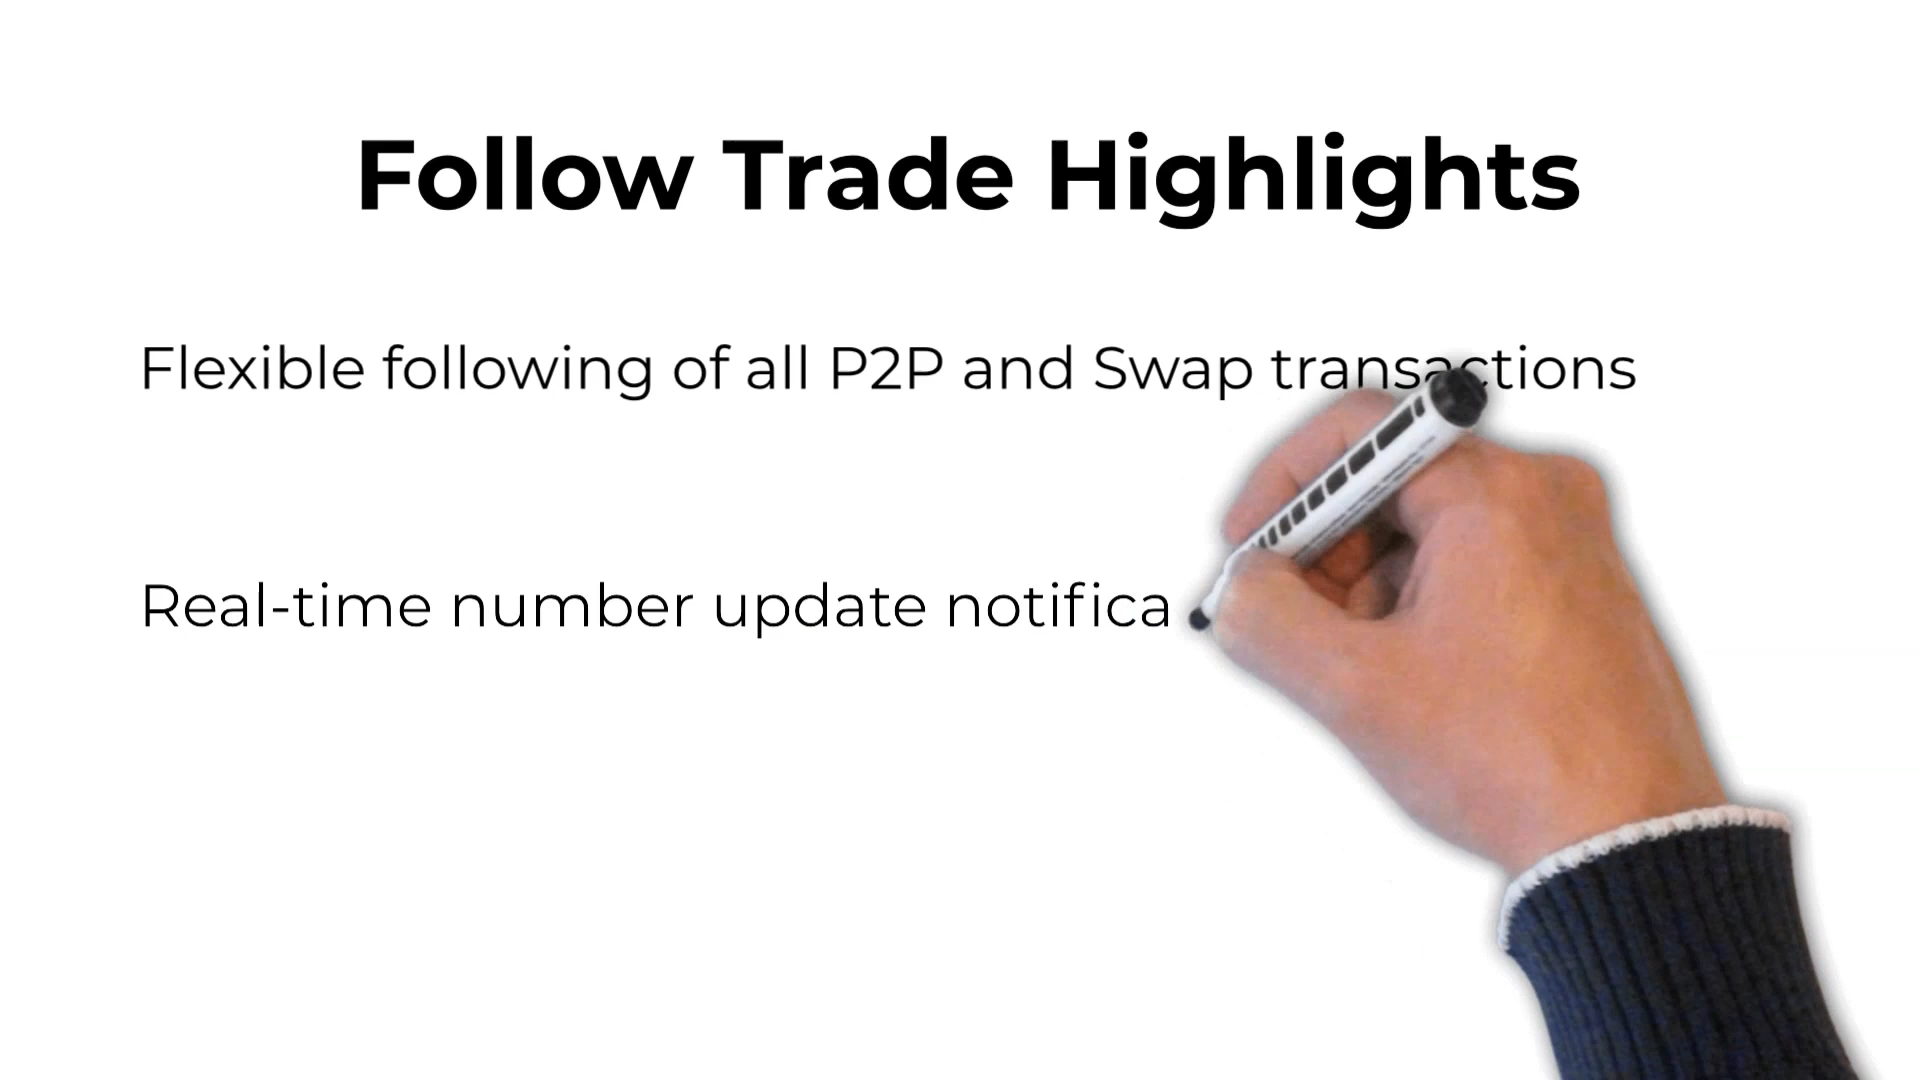 Follow Trade Highlights
Flexible following of all P2P and Swap transactions
Real-time number update notifica